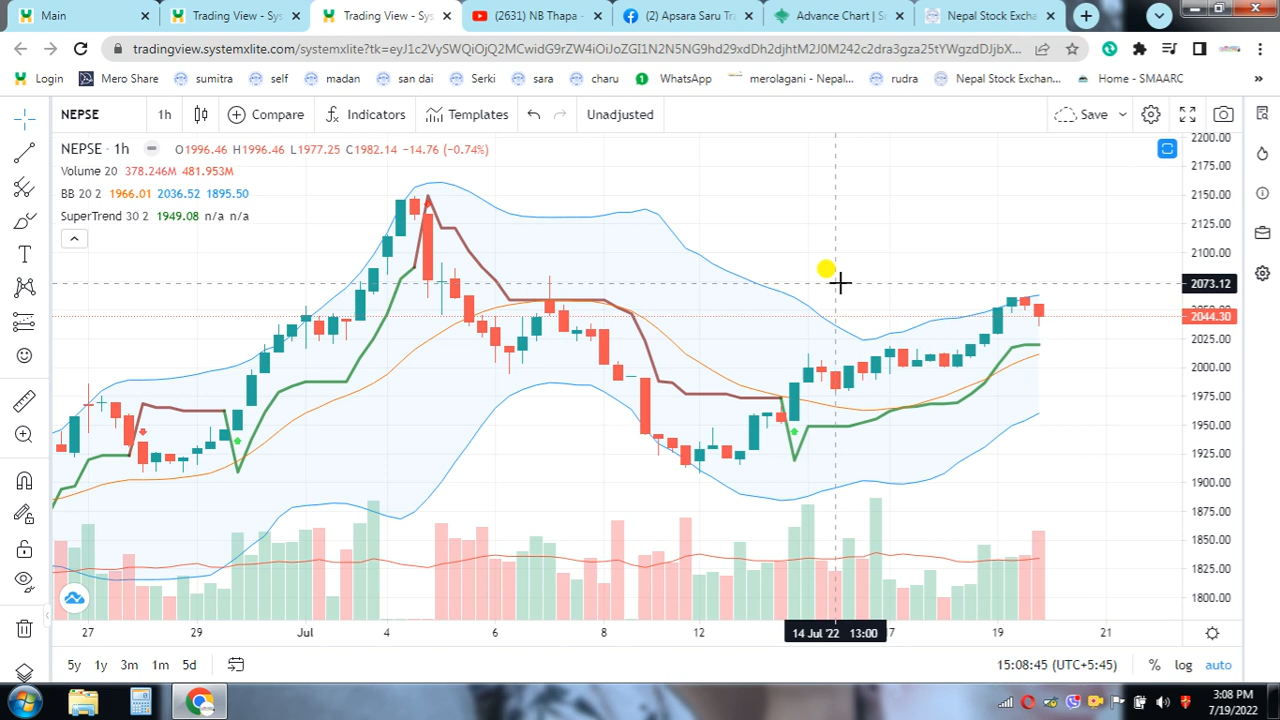 Main
Trading View - Sys
Trading View - Sys
(2631) NB Thapa -
(2) Apsara Saru Tra
Advance Chart | Sr
Nepal Stock Excha
Login
Mero Share
sumitra
self
madan
san dai
Serki
sara
charu
1 WhatsApp
merolagani - Nepal...
rudra
Nepal Stock Exchan...
Home - SMAARC
»
NEPSE
1h
Compare
Indicators
Templates
Unadjusted
Save
NEPSE · 1h
O1996.46 H1996.46 L1977.25 C1982.14 −14.76 (−0.74%)
Volume 20 378.246M 481.953M
BB 20 2 1966.01 2036.52 1895.50
SuperTrend 30 2 1949.08 n/a n/a
2200.00
2175.00
2150.00
2125.00
2100.00
2073.12
2044.30
2025.00
2000.00
1975.00
1950.00
1925.00
1900.00
1875.00
1850.00
1825.00
1800.00
27
29
Jul
4
6
8
12
14 Jul '22 13:00
19
21
5y
1y
3m
1m
5d
15:08:45 (UTC+5:45)
%
log
auto
3:08 PM
7/19/2022